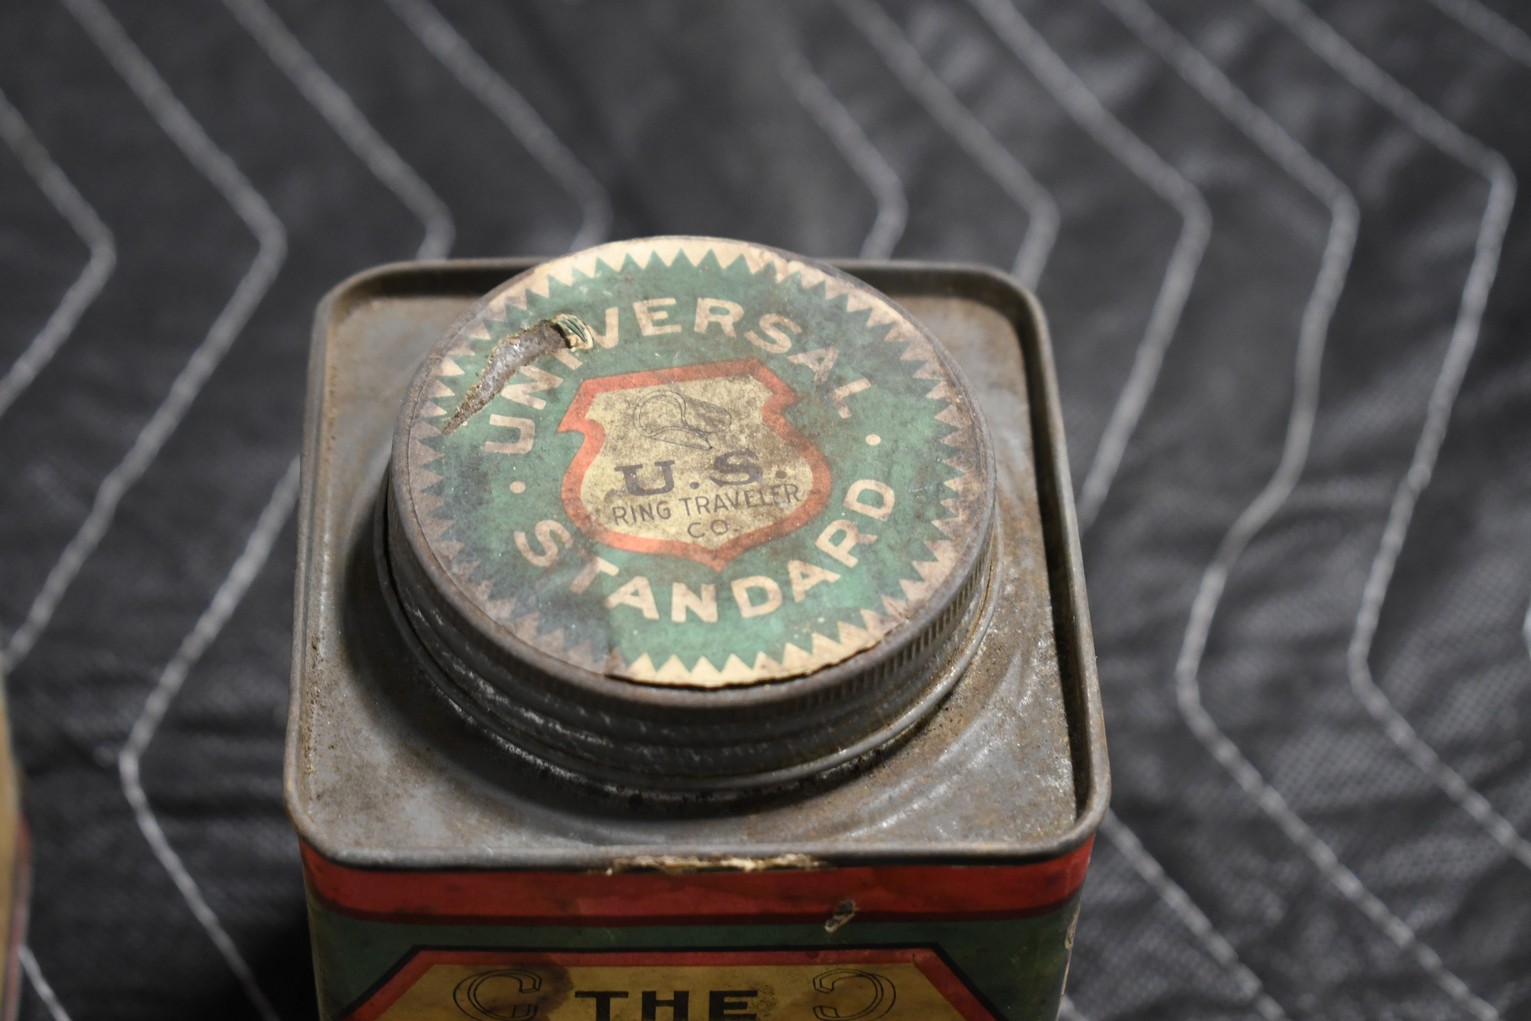 UNIVERSAL
U.S.
RING TRAVELER
CO.
STANDARD
THE